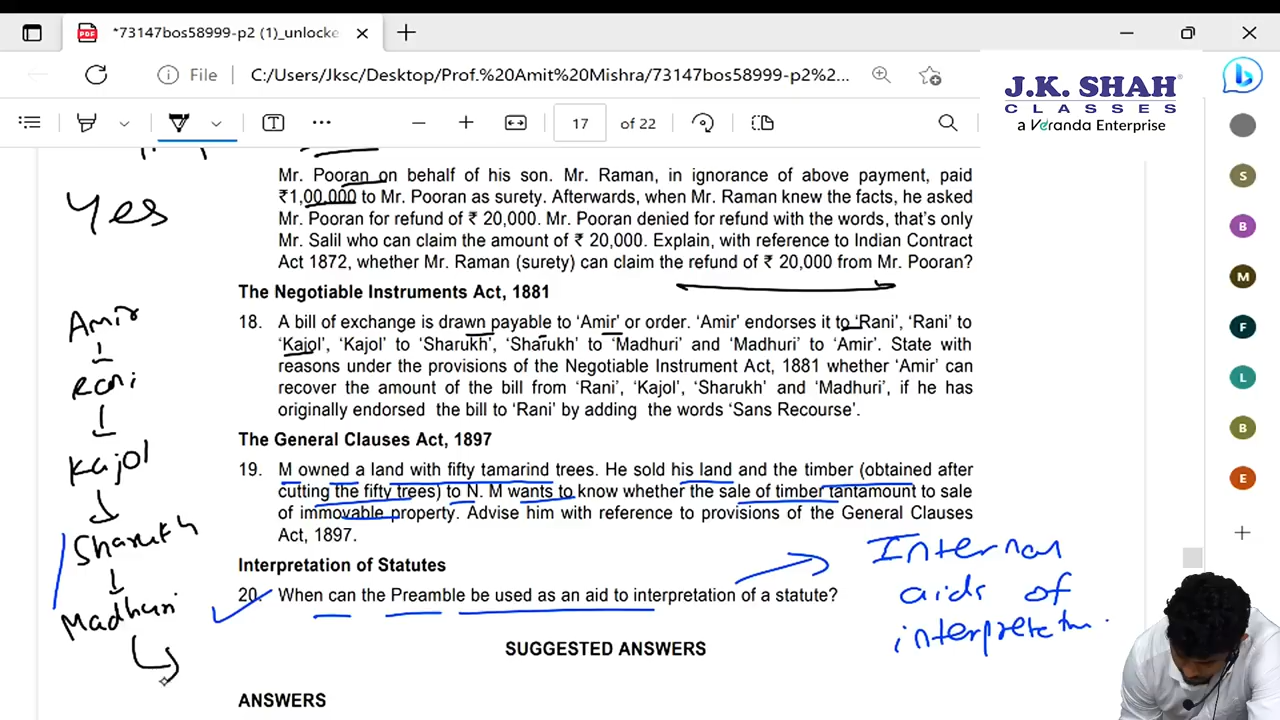 *73147bos58999-p2 (1)_unlocke
File
C:/Users/Jksc/Desktop/Prof.%20Amit%20Mishra/73147bos58999-p2%2...
J.K. SHAH
CLASSES
a Veranda Enterprise
17 of 22
Mr. Pooran on behalf of his son. Mr. Raman, in ignorance of above payment, paid
₹1,00,000 to Mr. Pooran as surety. Afterwards, when Mr. Raman knew the facts, he asked
Mr. Pooran for refund of ₹ 20,000. Mr. Pooran denied for refund with the words, that's only
Mr. Salil who can claim the amount of ₹ 20,000. Explain, with reference to Indian Contract
Act 1872, whether Mr. Raman (surety) can claim the refund of ₹ 20,000 from Mr. Pooran?
Yes
The Negotiable Instruments Act, 1881
18. A bill of exchange is drawn payable to 'Amir' or order. 'Amir' endorses it to 'Rani', 'Rani' to
'Kajol', 'Kajol' to 'Sharukh', 'Sharukh' to 'Madhuri' and 'Madhuri' to 'Amir'. State with
reasons under the provisions of the Negotiable Instrument Act, 1881 whether 'Amir' can
recover the amount of the bill from 'Rani', 'Kajol', 'Sharukh' and 'Madhuri', if he has
originally endorsed the bill to 'Rani' by adding the words 'Sans Recourse'.
Amir
Rani
Kajol
Sharukh
Madhuri
The General Clauses Act, 1897
19. M owned a land with fifty tamarind trees. He sold his land and the timber (obtained after
cutting the fifty trees) to N. M wants to know whether the sale of timber tantamount to sale
of immovable property. Advise him with reference to provisions of the General Clauses
Act, 1897.
Interpretation of Statutes
20. When can the Preamble be used as an aid to interpretation of a statute?
Internal
aids of
SUGGESTED ANSWERS
ANSWERS
S
B
M
F
L
B
E